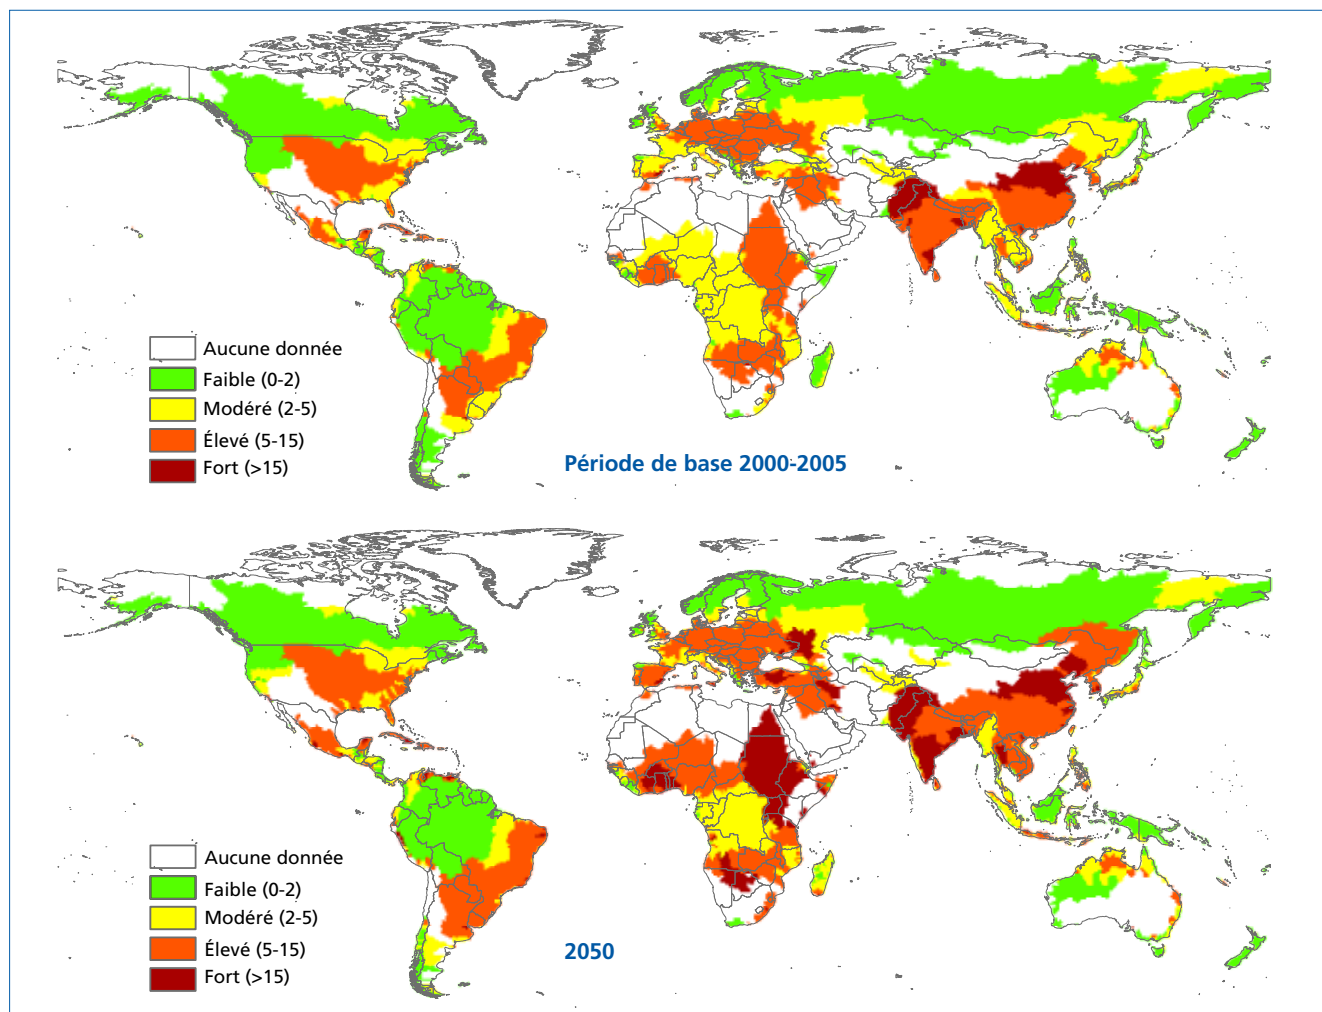 Aucune donnée
Faible (0-2)
Modéré (2-5)
Élevé (5-15)
Fort (>15)
Période de base 2000-2005
Aucune donnée
Faible (0-2)
Modéré (2-5)
Élevé (5-15)
Fort (>15)
2050